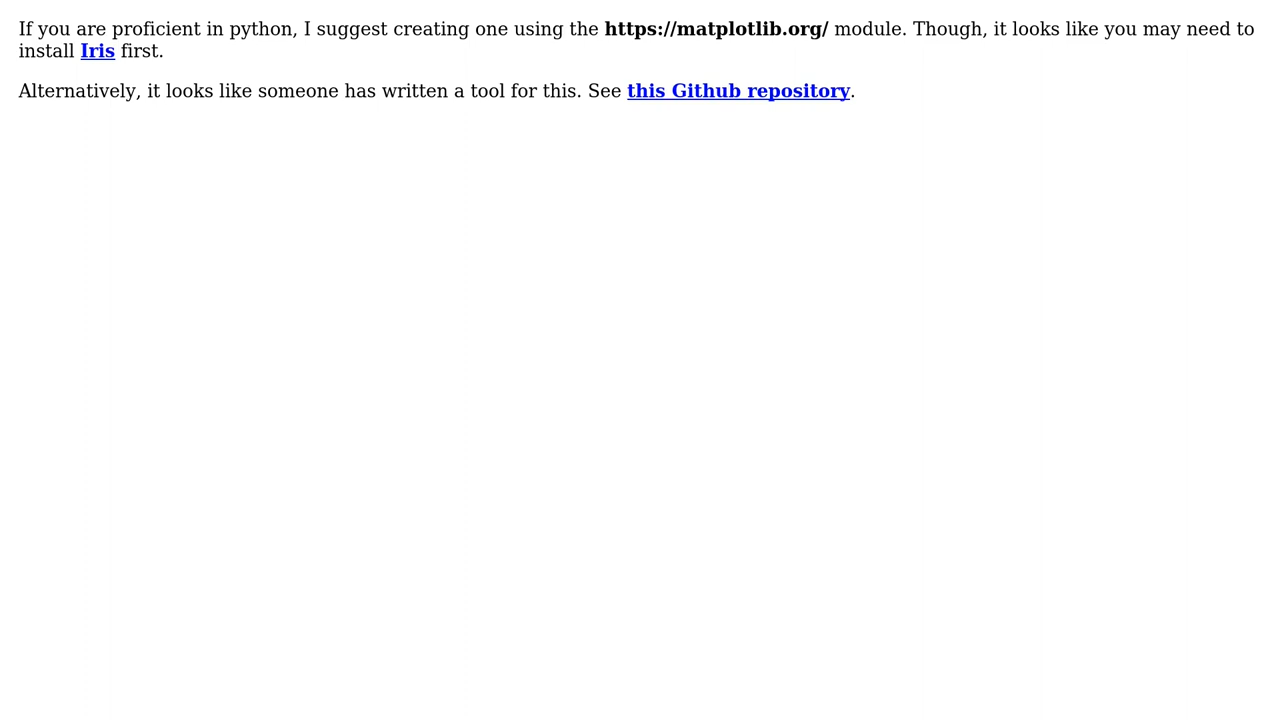 If you are proficient in python, I suggest creating one using the https://matplotlib.org/ module. Though, it looks like you may need to
install Iris first.
Alternatively, it looks like someone has written a tool for this. See this Github repository.